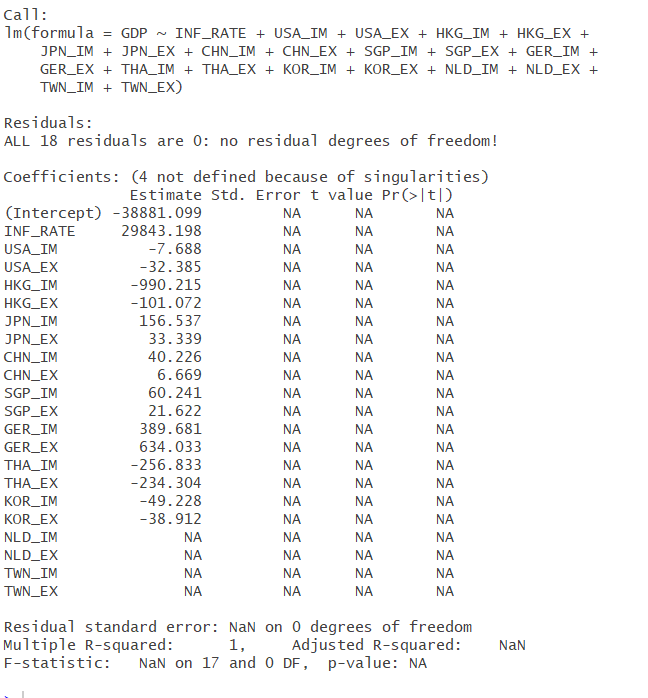 Call:
lm(formula = GDP ~ INF_RATE + USA_IM + USA_EX + HKG_IM + HKG_EX +
    JPN_IM + JPN_EX + CHN_IM + CHN_EX + SGP_IM + SGP_EX + GER_IM +
    GER_EX + THA_IM + THA_EX + KOR_IM + KOR_EX + NLD_IM + NLD_EX +
    TWN_IM + TWN_EX)
Residuals:
ALL 18 residuals are 0: no residual degrees of freedom!
Coefficients: (4 not defined because of singularities)
              Estimate Std. Error t value Pr(>|t|)
(Intercept) -38881.099         NA      NA       NA
INF_RATE     29843.198         NA      NA       NA
USA_IM          -7.688         NA      NA       NA
USA_EX         -32.385         NA      NA       NA
HKG_IM        -990.215         NA      NA       NA
HKG_EX        -101.072         NA      NA       NA
JPN_IM         156.537         NA      NA       NA
JPN_EX          33.339         NA      NA       NA
CHN_IM          40.226         NA      NA       NA
CHN_EX           6.669         NA      NA       NA
SGP_IM          60.241         NA      NA       NA
SGP_EX          21.622         NA      NA       NA
GER_IM         389.681         NA      NA       NA
GER_EX         634.033         NA      NA       NA
THA_IM        -256.833         NA      NA       NA
THA_EX        -234.304         NA      NA       NA
KOR_IM         -49.228         NA      NA       NA
KOR_EX         -38.912         NA      NA       NA
NLD_IM              NA         NA      NA       NA
NLD_EX              NA         NA      NA       NA
TWN_IM              NA         NA      NA       NA
TWN_EX              NA         NA      NA       NA
Residual standard error: NaN on 0 degrees of freedom
Multiple R-squared:      1,     Adjusted R-squared:    NaN
F-statistic:   NaN on 17 and 0 DF,  p-value: NA